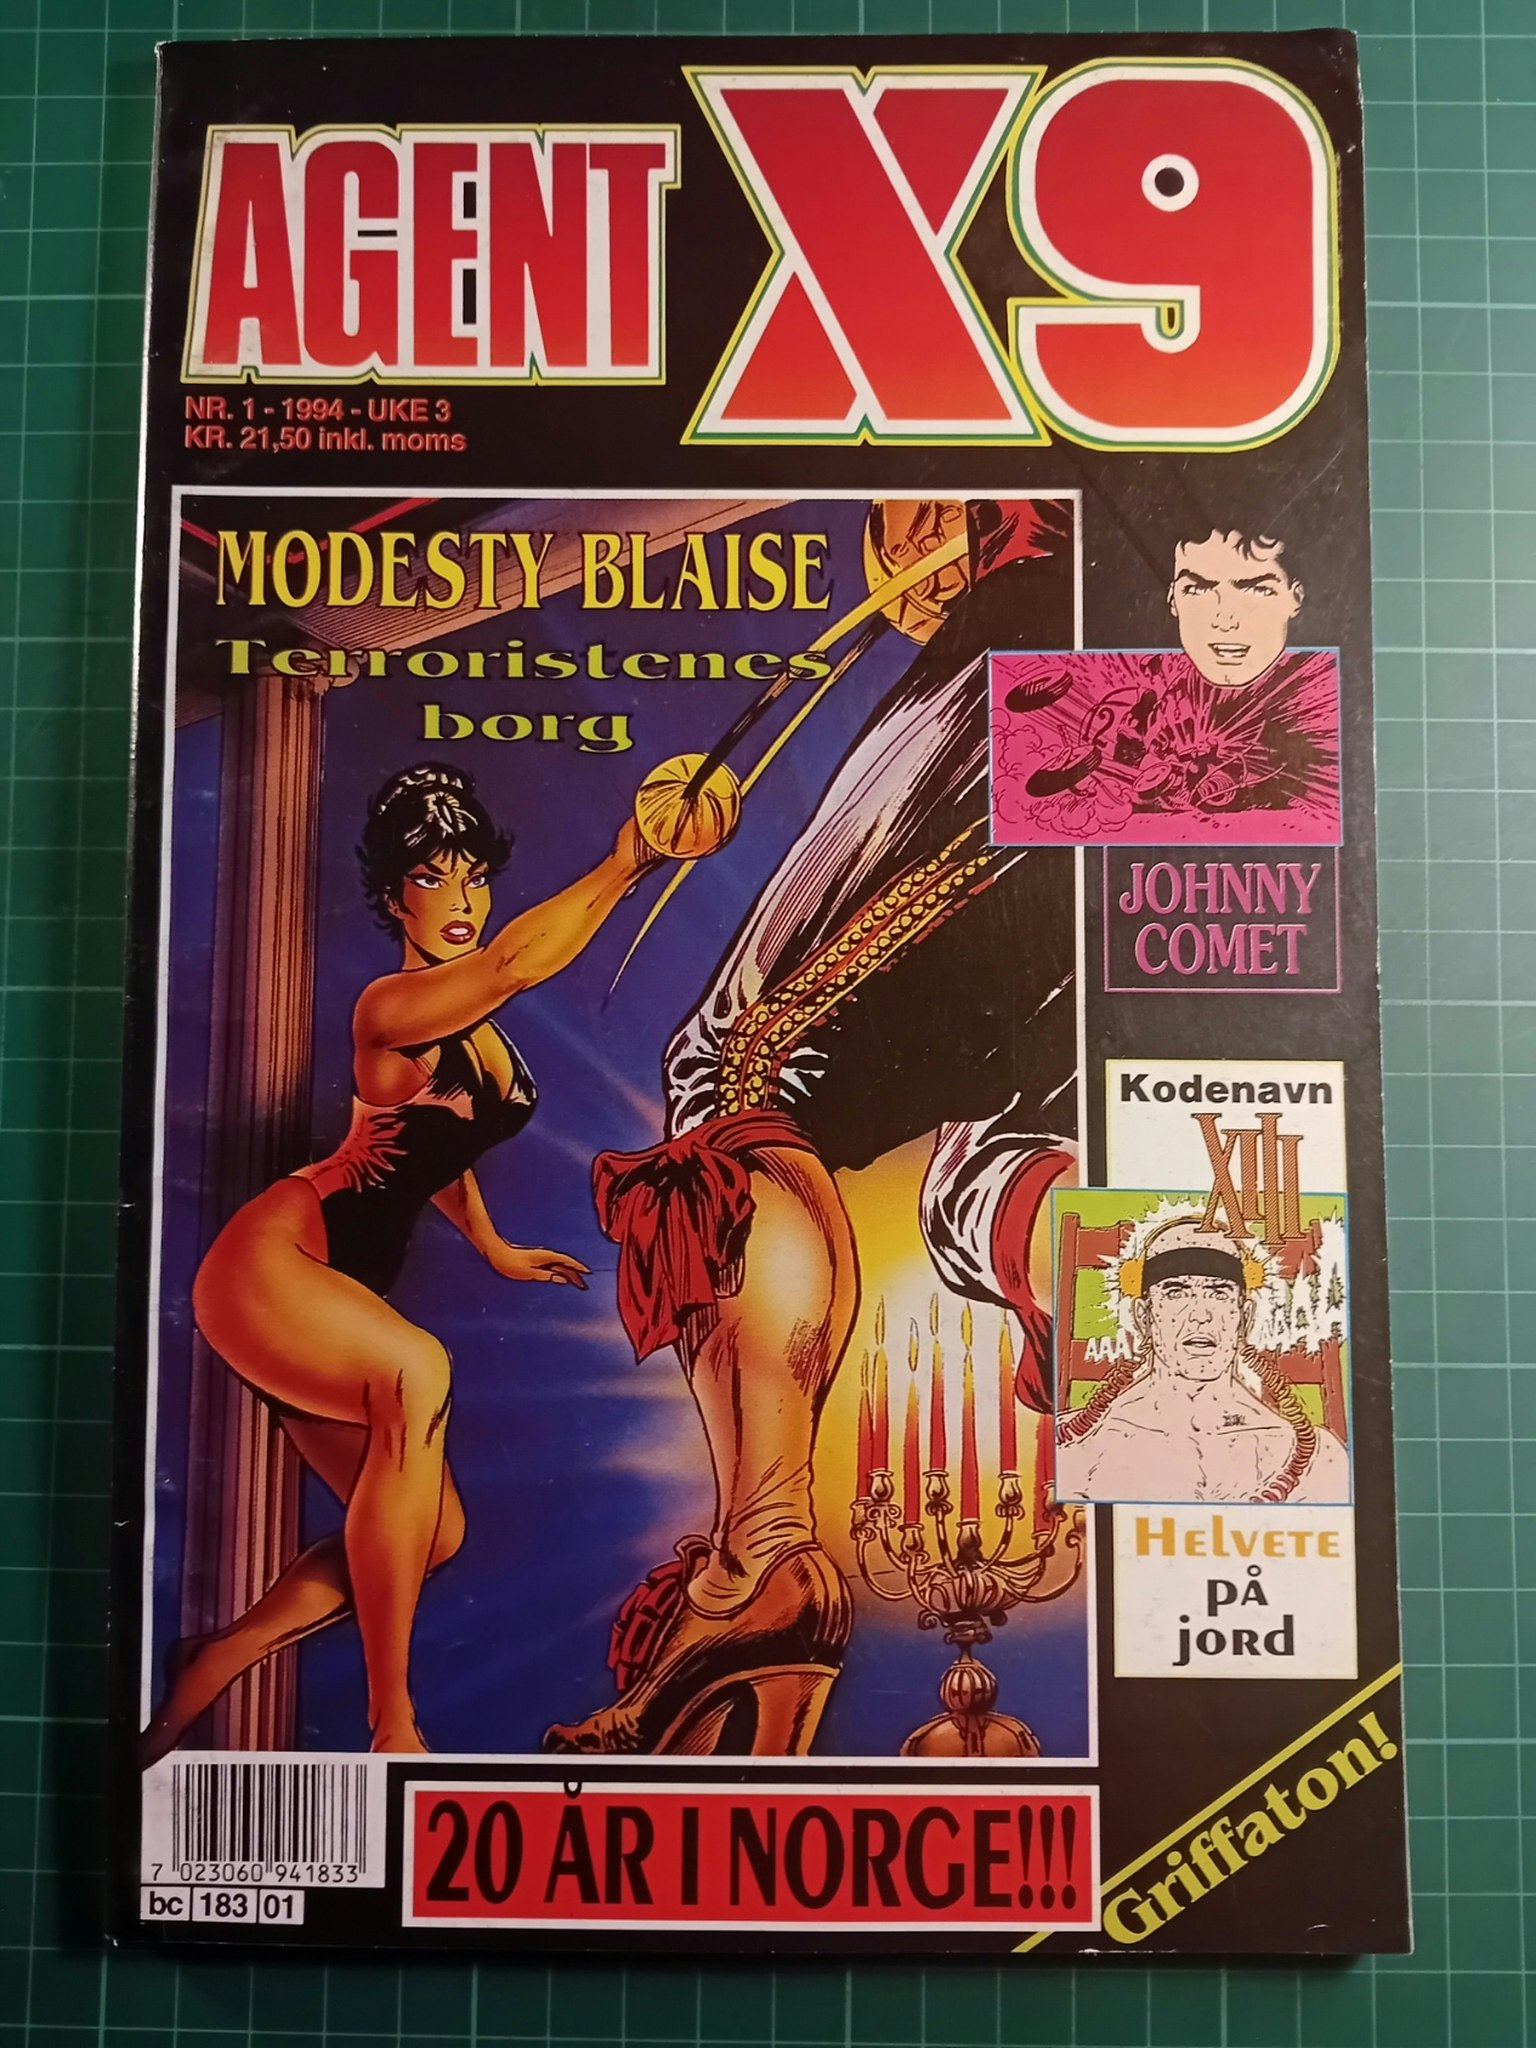 AGENT X9
NR. 1 - 1994 - UKE 3
KR. 21,50 inkl. moms
MODESTY BLAISE
Terroristenes
borg
JOHNNY
COMET
Kodenavn
XIII
AAA
HELVETE
PÅ
JORD
Griffaton!
20 ÅR I NORGE!!!
7 023060 941833
bc 183 01